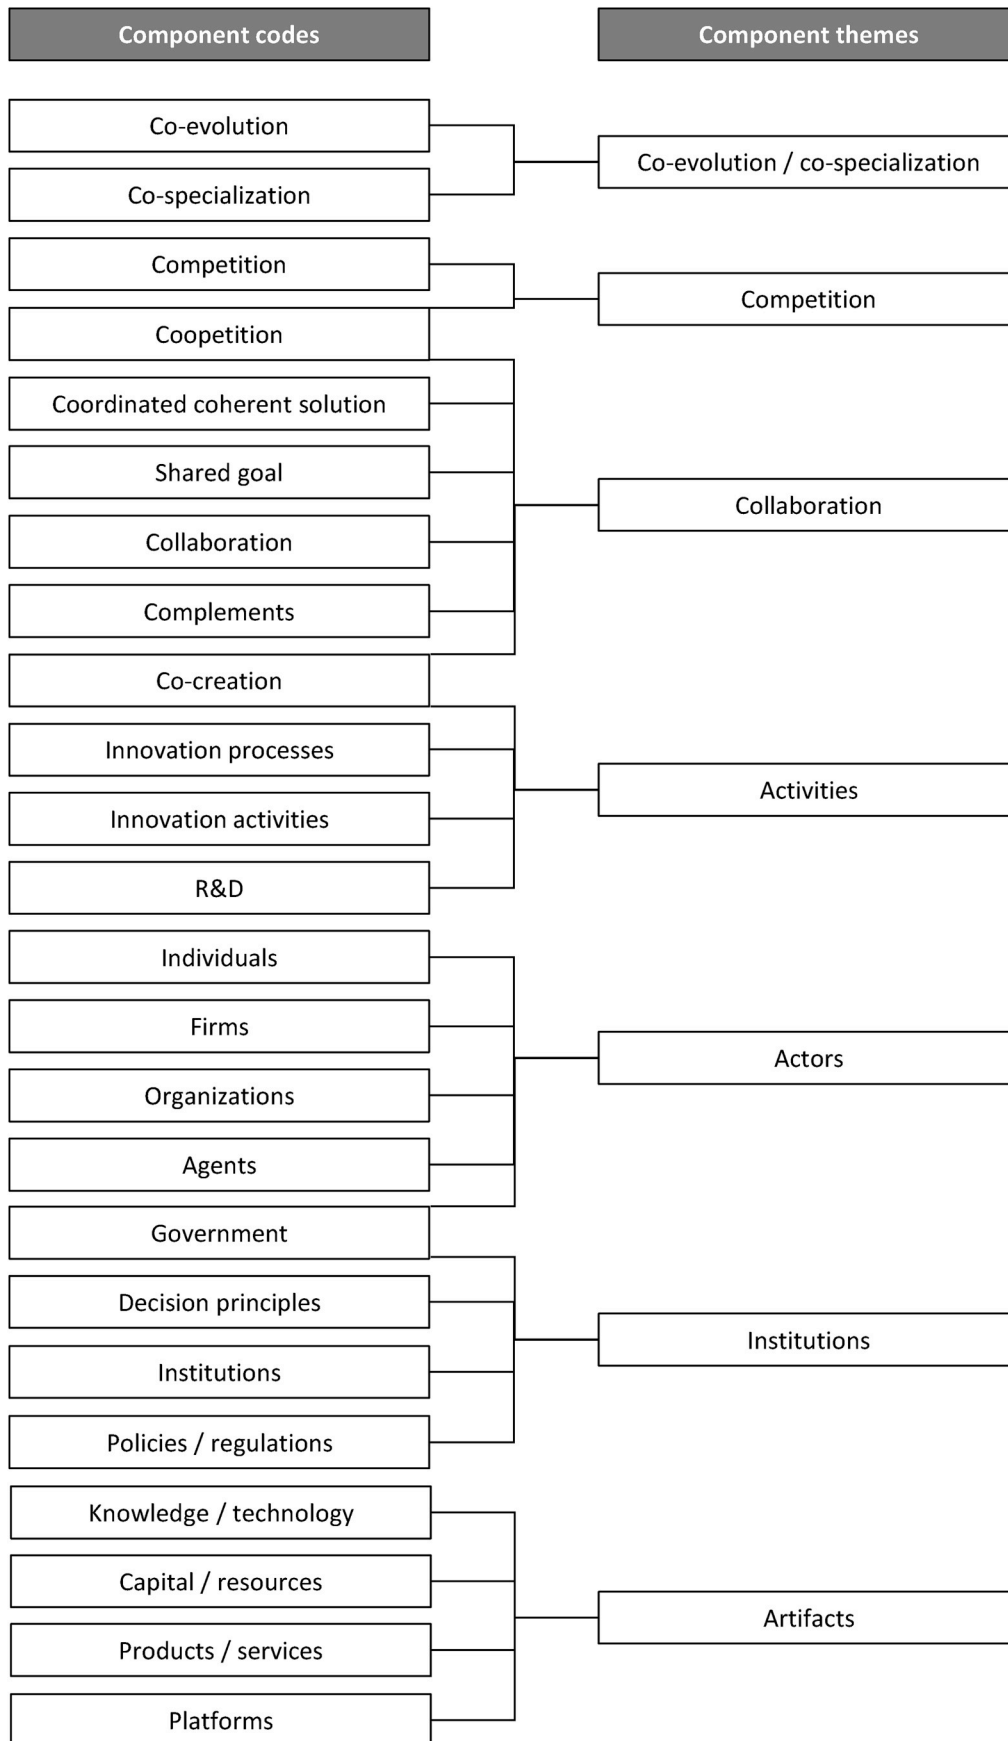 Component codes
Component themes
Co-evolution
Co-specialization
Co-evolution / co-specialization
Competition
Coopetition
Competition
Coordinated coherent solution
Shared goal
Collaboration
Complements
Co-creation
Collaboration
Innovation processes
Innovation activities
R&D
Activities
Individuals
Firms
Organizations
Agents
Government
Actors
Decision principles
Institutions
Policies / regulations
Institutions
Knowledge / technology
Capital / resources
Products / services
Platforms
Artifacts